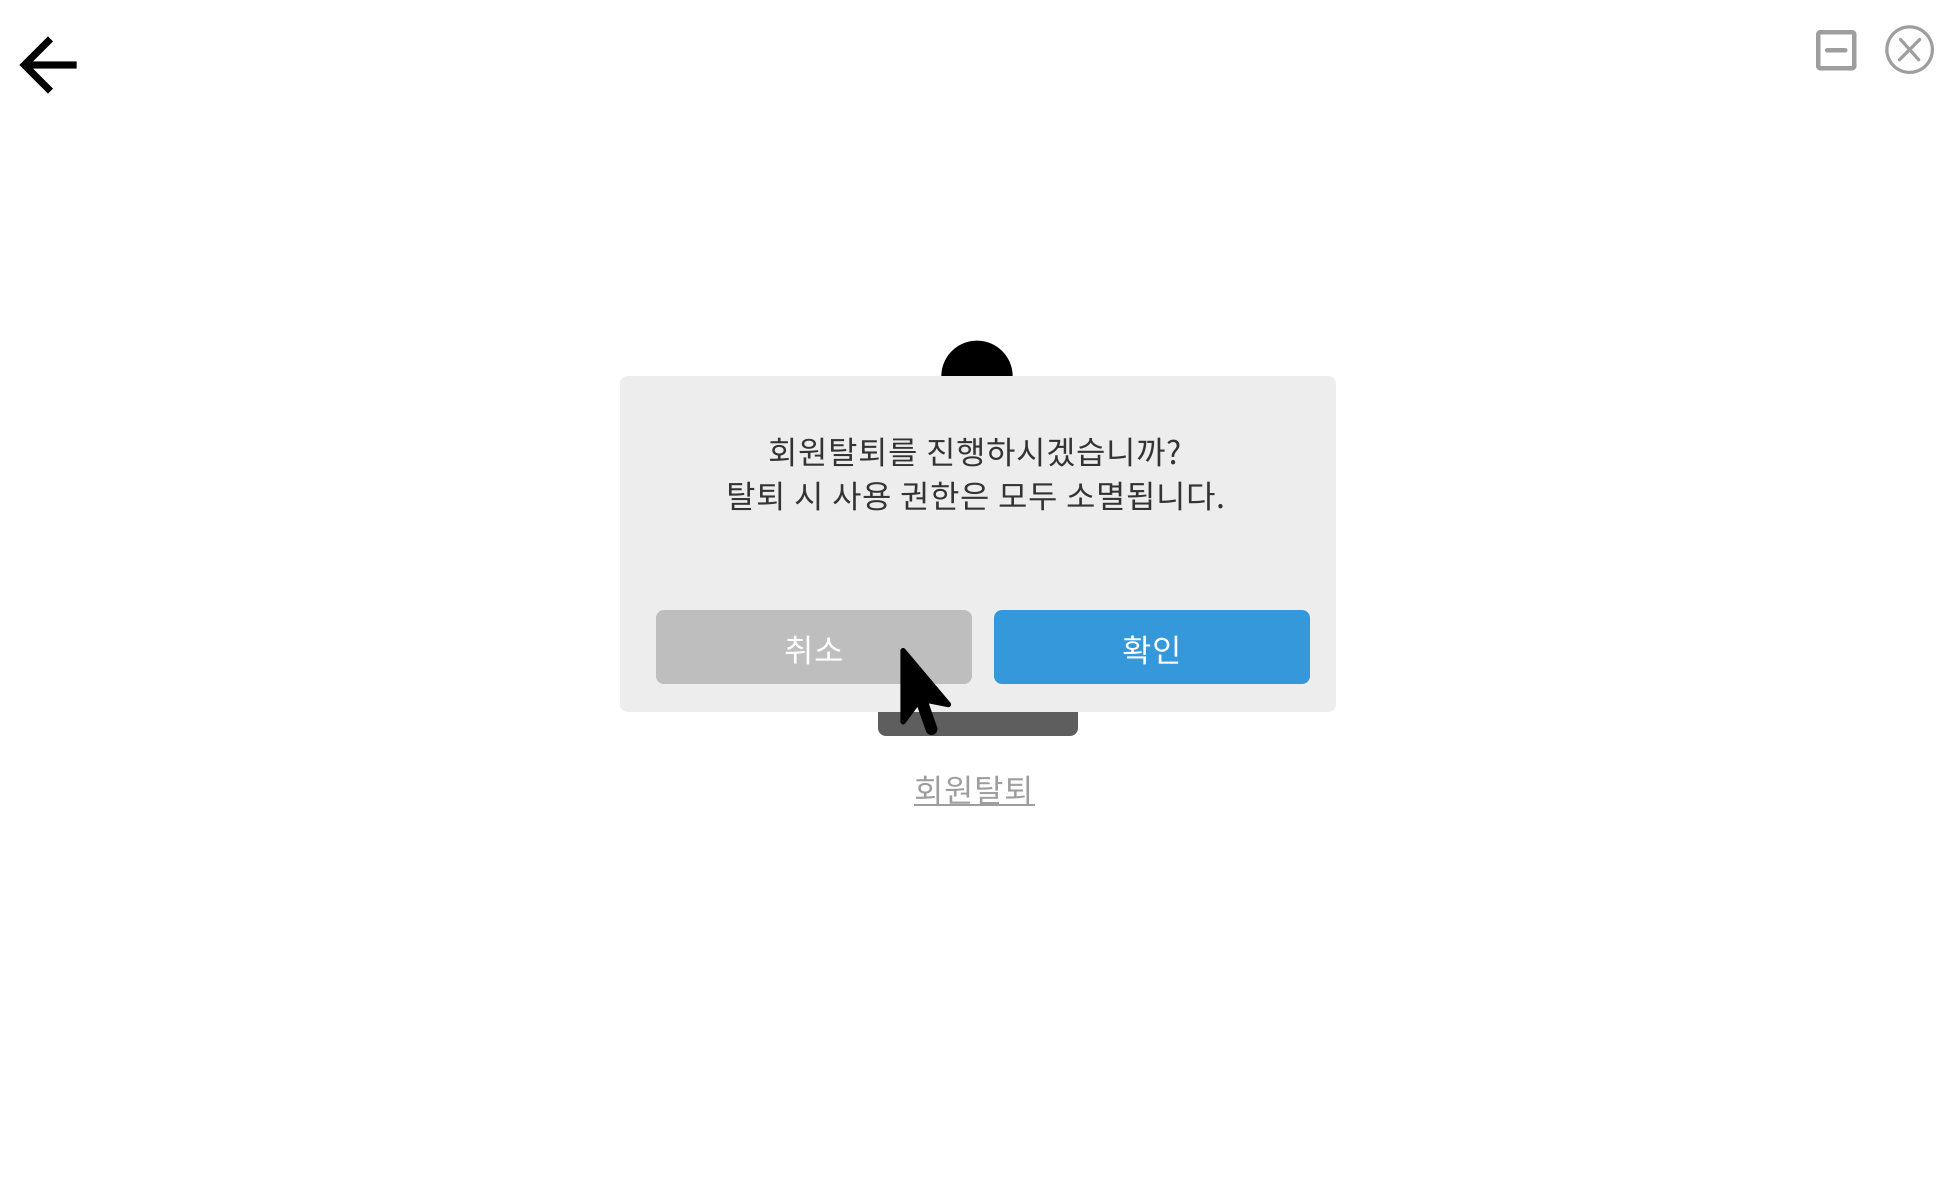 회원탈퇴를 진행하시겠습니까?
탈퇴 시 사용 권한은 모두 소멸됩니다.
취소
확인
회원탈퇴